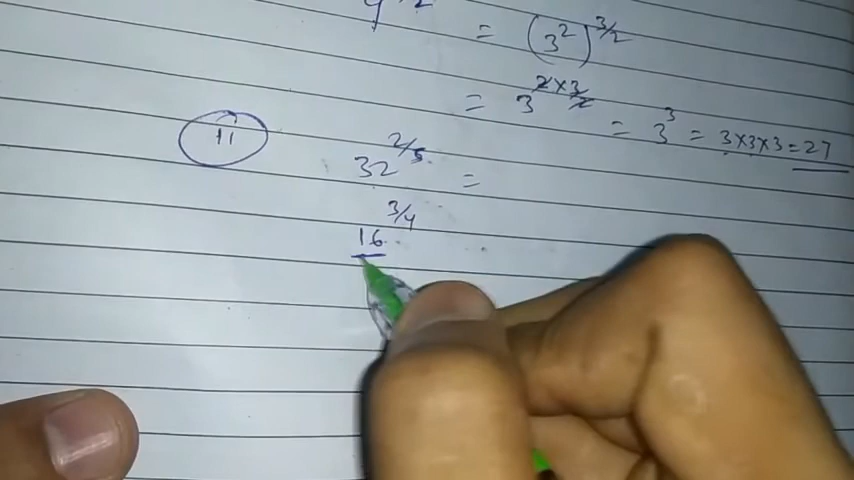 = (3²)^3/2
= 3^2×3/2 = 3³ = 3×3×3=27
11 32^2/5 =
16^3/4